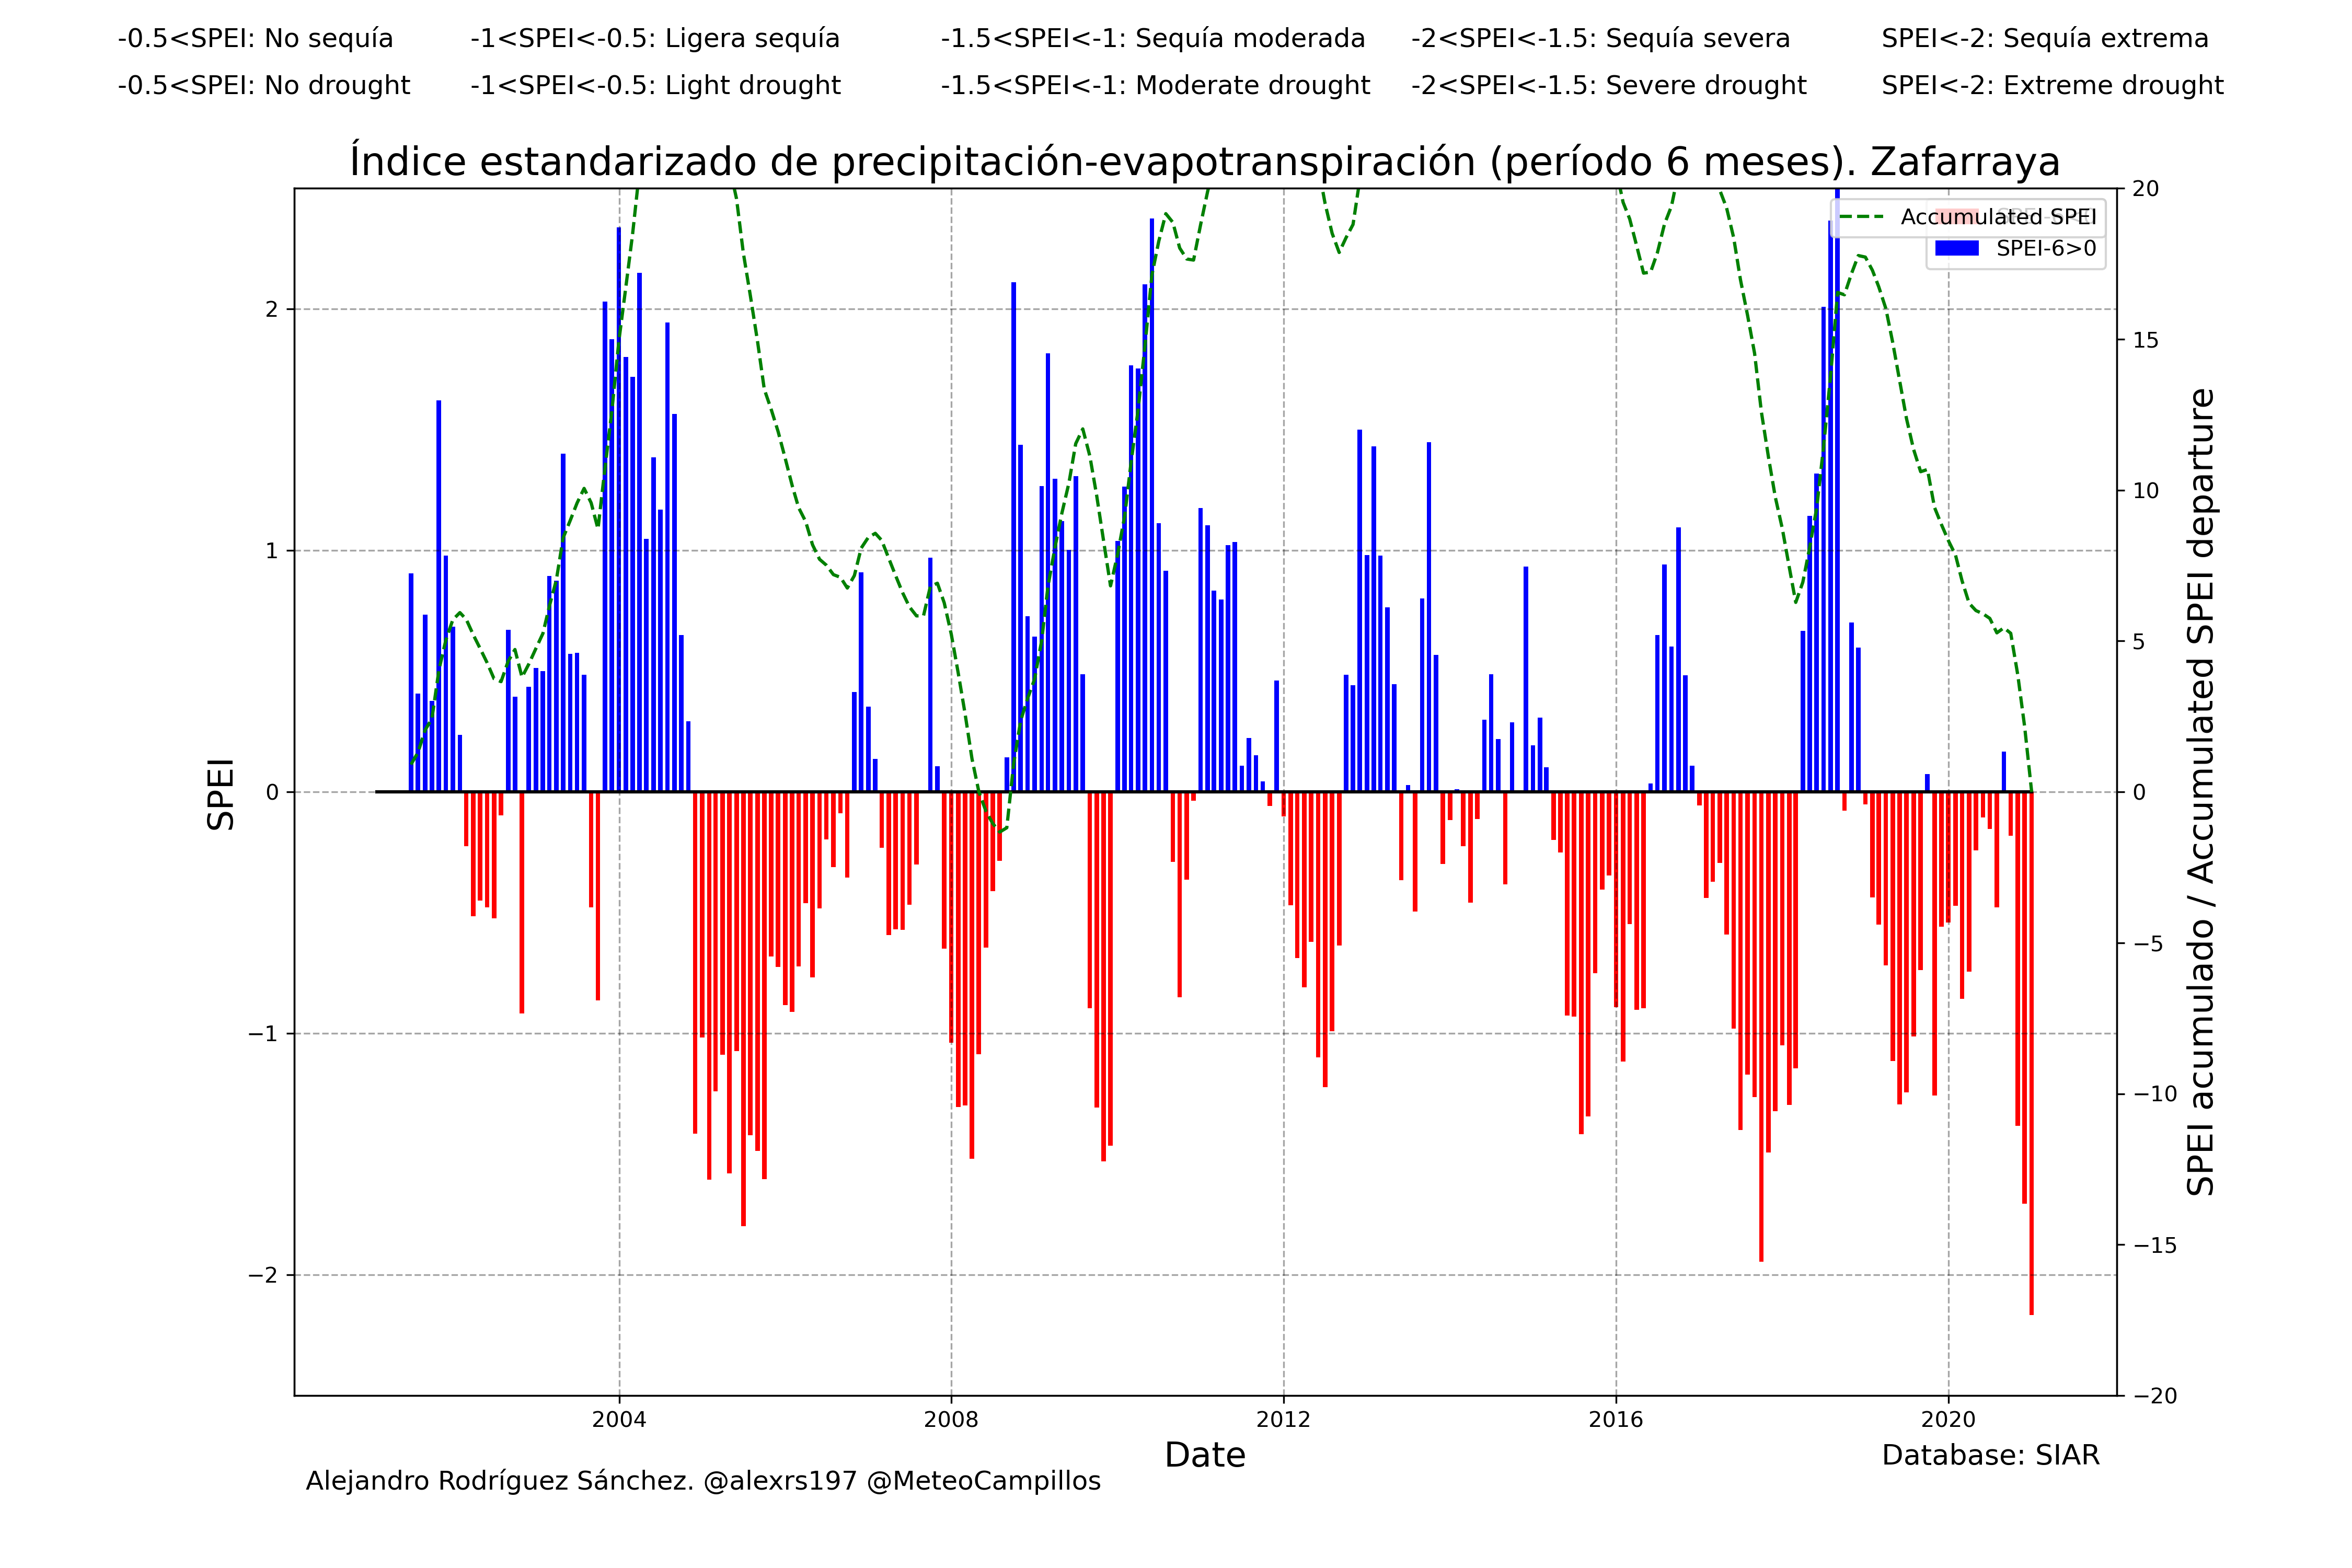 -0.5<SPEI: No sequía -1<SPEI<-0.5: Ligera sequía -1.5<SPEI<-1: Sequía moderada -2<SPEI<-1.5: Sequía severa SPEI<-2: Sequía extrema
-0.5<SPEI: No drought -1<SPEI<-0.5: Light drought -1.5<SPEI<-1: Moderate drought -2<SPEI<-1.5: Severe drought SPEI<-2: Extreme drought
Índice estandarizado de precipitación-evapotranspiración (período 6 meses). Zafarraya
Accumulated SPEI
SPEI-6>0
SPEI
2
1
0
−1
−2
20
15
10
5
0
−5
−10
−15
−20
SPEI acumulado / Accumulated SPEI departure
2004 2008 2012 2016 2020
Date
Database: SIAR
Alejandro Rodríguez Sánchez. @alexrs197 @MeteoCampillos